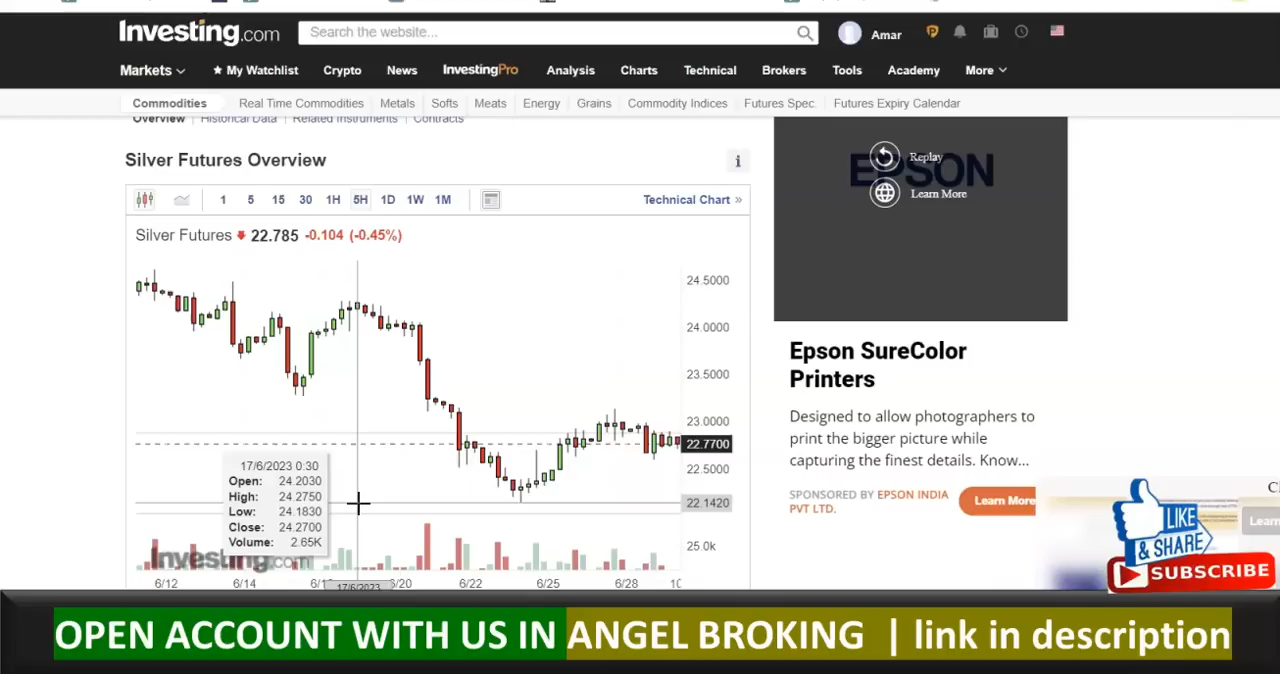 Investing.com
Search the website...
Amar
Markets
★ My Watchlist
Crypto
News
InvestingPro
Analysis
Charts
Technical
Brokers
Tools
Academy
More
Commodities
Real Time Commodities
Metals
Softs
Meats
Energy
Grains
Commodity Indices
Futures Spec.
Futures Expiry Calendar
Overview
Historical Data
Related Instruments
Contracts
Silver Futures Overview
i
1 5 15 30 1H 5H 1D 1W 1M
Technical Chart »
Silver Futures 22.785 -0.104 (-0.45%)
24.5000
24.0000
23.5000
23.0000
22.7700
22.5000
22.1420
25.0k
17/6/2023 0:30
Open: 24.2030
High: 24.2750
Low: 24.1830
Close: 24.2700
Volume: 2.65K
Investing.com
6/12 6/14 17/6/2023 6/22 6/25 6/28
EPSON
Replay
Learn More
Epson SureColor
Printers
Designed to allow photographers to
print the bigger picture while
capturing the finest details. Know...
SPONSORED BY EPSON INDIA
PVT LTD.
Learn More
LIKE
& SHARE
SUBSCRIBE
OPEN ACCOUNT WITH US IN ANGEL BROKING | link in description